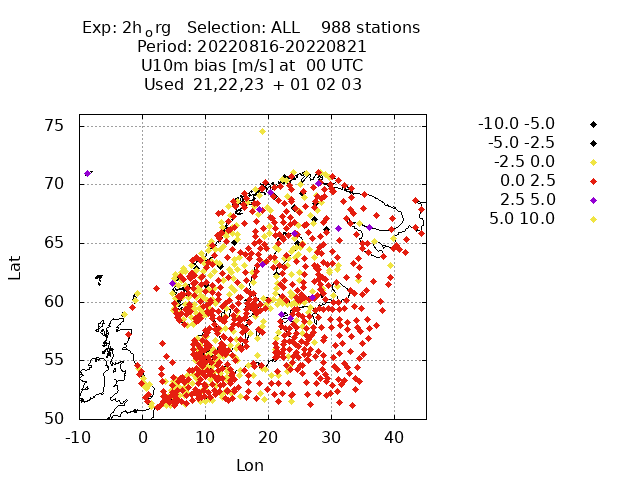 Exp: 2h_org Selection: ALL 988 stations
Period: 20220816-20220821
U10m bias [m/s] at 00 UTC
Used 21,22,23 + 01 02 03
75
70
65
60
55
50
-10 0 10 20 30 40
Lat
Lon
-10.0 -5.0
-5.0 -2.5
-2.5 0.0
0.0 2.5
2.5 5.0
5.0 10.0